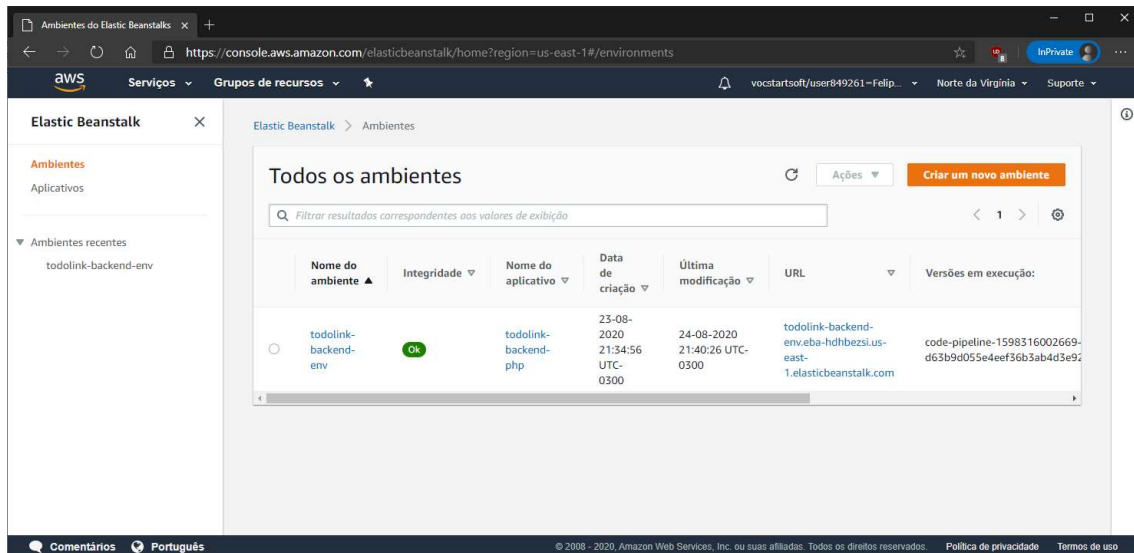 Ambientes do Elastic Beanstalks
https://console.aws.amazon.com/elasticbeanstalk/home?region=us-east-1#/environments
InPrivate
aws
Serviços
Grupos de recursos
vocstartsoft/user849261=Felip...
Norte da Virgínia
Suporte
Elastic Beanstalk
Ambientes
Aplicativos
Ambientes recentes
todolink-backend-env
Elastic Beanstalk > Ambientes
Todos os ambientes
Ações
Criar um novo ambiente
Filtrar resultados correspondentes aos valores de exibição
< 1 >
Nome do
ambiente
Integridade
Nome do
aplicativo
Data
de
criação
Última
modificação
URL
Versões em execução:
todolink-
backend-
env
Ok
todolink-
backend-
php
23-08-
2020
21:34:56
UTC-
0300
24-08-2020
21:40:26 UTC-
0300
todolink-backend-
env.eba-hdhbezsi.us-
east-
1.elasticbeanstalk.com
code-pipeline-1598316002669-
d63b9d055e4eef36b3ab4d3e92
Comentários
Português
© 2008 - 2020, Amazon Web Services, Inc. ou suas afiliadas. Todos os direitos reservados.
Política de privacidade
Termos de uso